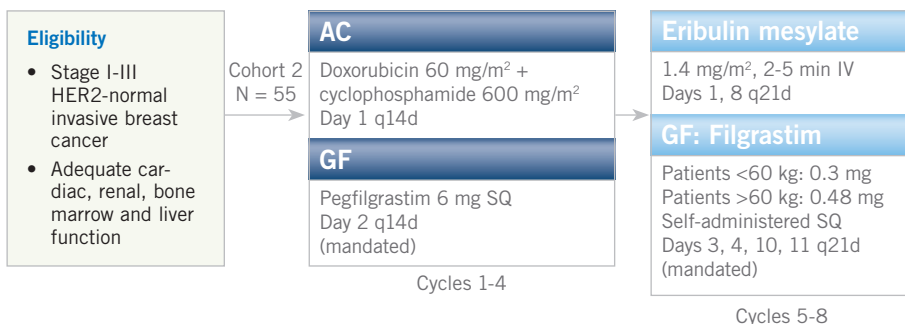 Eligibility
• Stage I-III
HER2-normal
invasive breast
cancer
• Adequate car-
diac, renal, bone
marrow and liver
function
Cohort 2
N = 55
AC
Doxorubicin 60 mg/m² +
cyclophosphamide 600 mg/m²
Day 1 q14d
GF
Pegfilgrastim 6 mg SQ
Day 2 q14d
(mandated)
Cycles 1-4
Eribulin mesylate
1.4 mg/m², 2-5 min IV
Days 1, 8 q21d
GF: Filgrastim
Patients <60 kg: 0.3 mg
Patients >60 kg: 0.48 mg
Self-administered SQ
Days 3, 4, 10, 11 q21d
(mandated)
Cycles 5-8